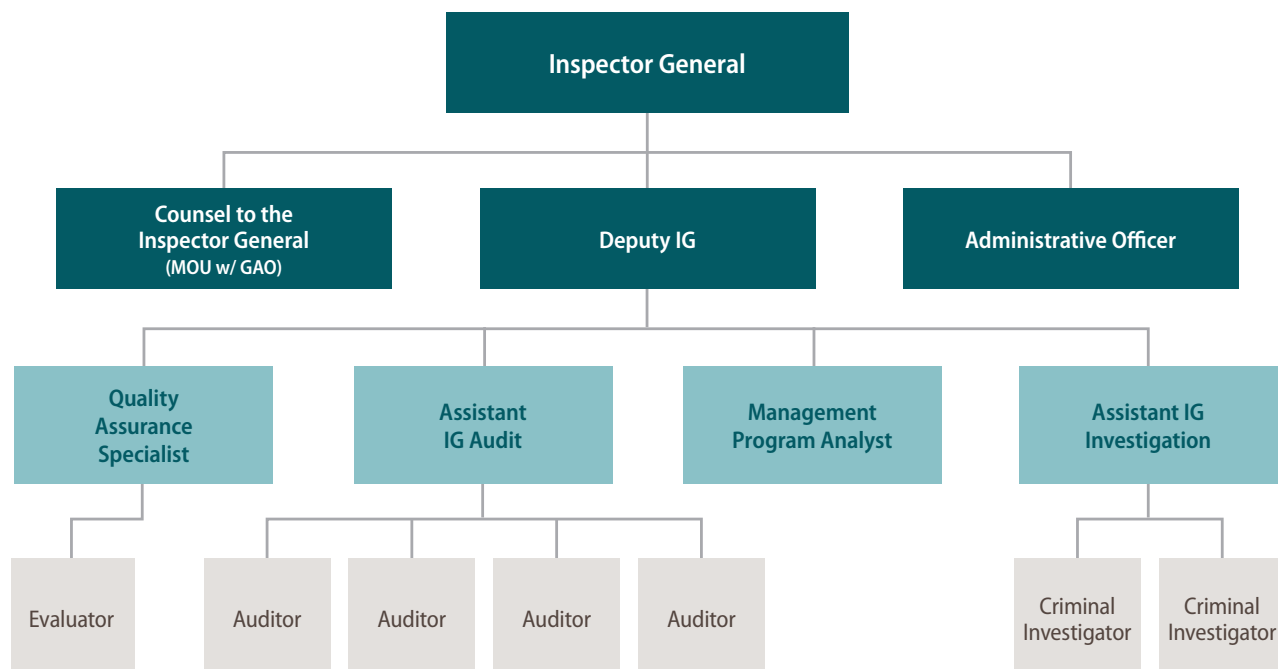 Inspector General
Counsel to the
Inspector General
(MOU w/ GAO)
Deputy IG
Administrative Officer
Quality
Assurance
Specialist
Assistant
IG Audit
Management
Program Analyst
Assistant IG
Investigation
Evaluator
Auditor
Auditor
Auditor
Auditor
Criminal
Investigator
Criminal
Investigator